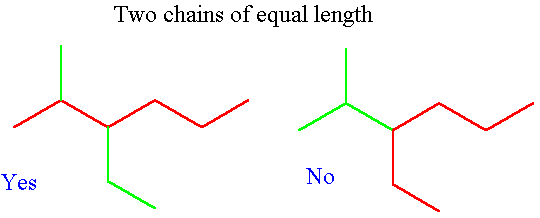 Two chains of equal length
Yes
No